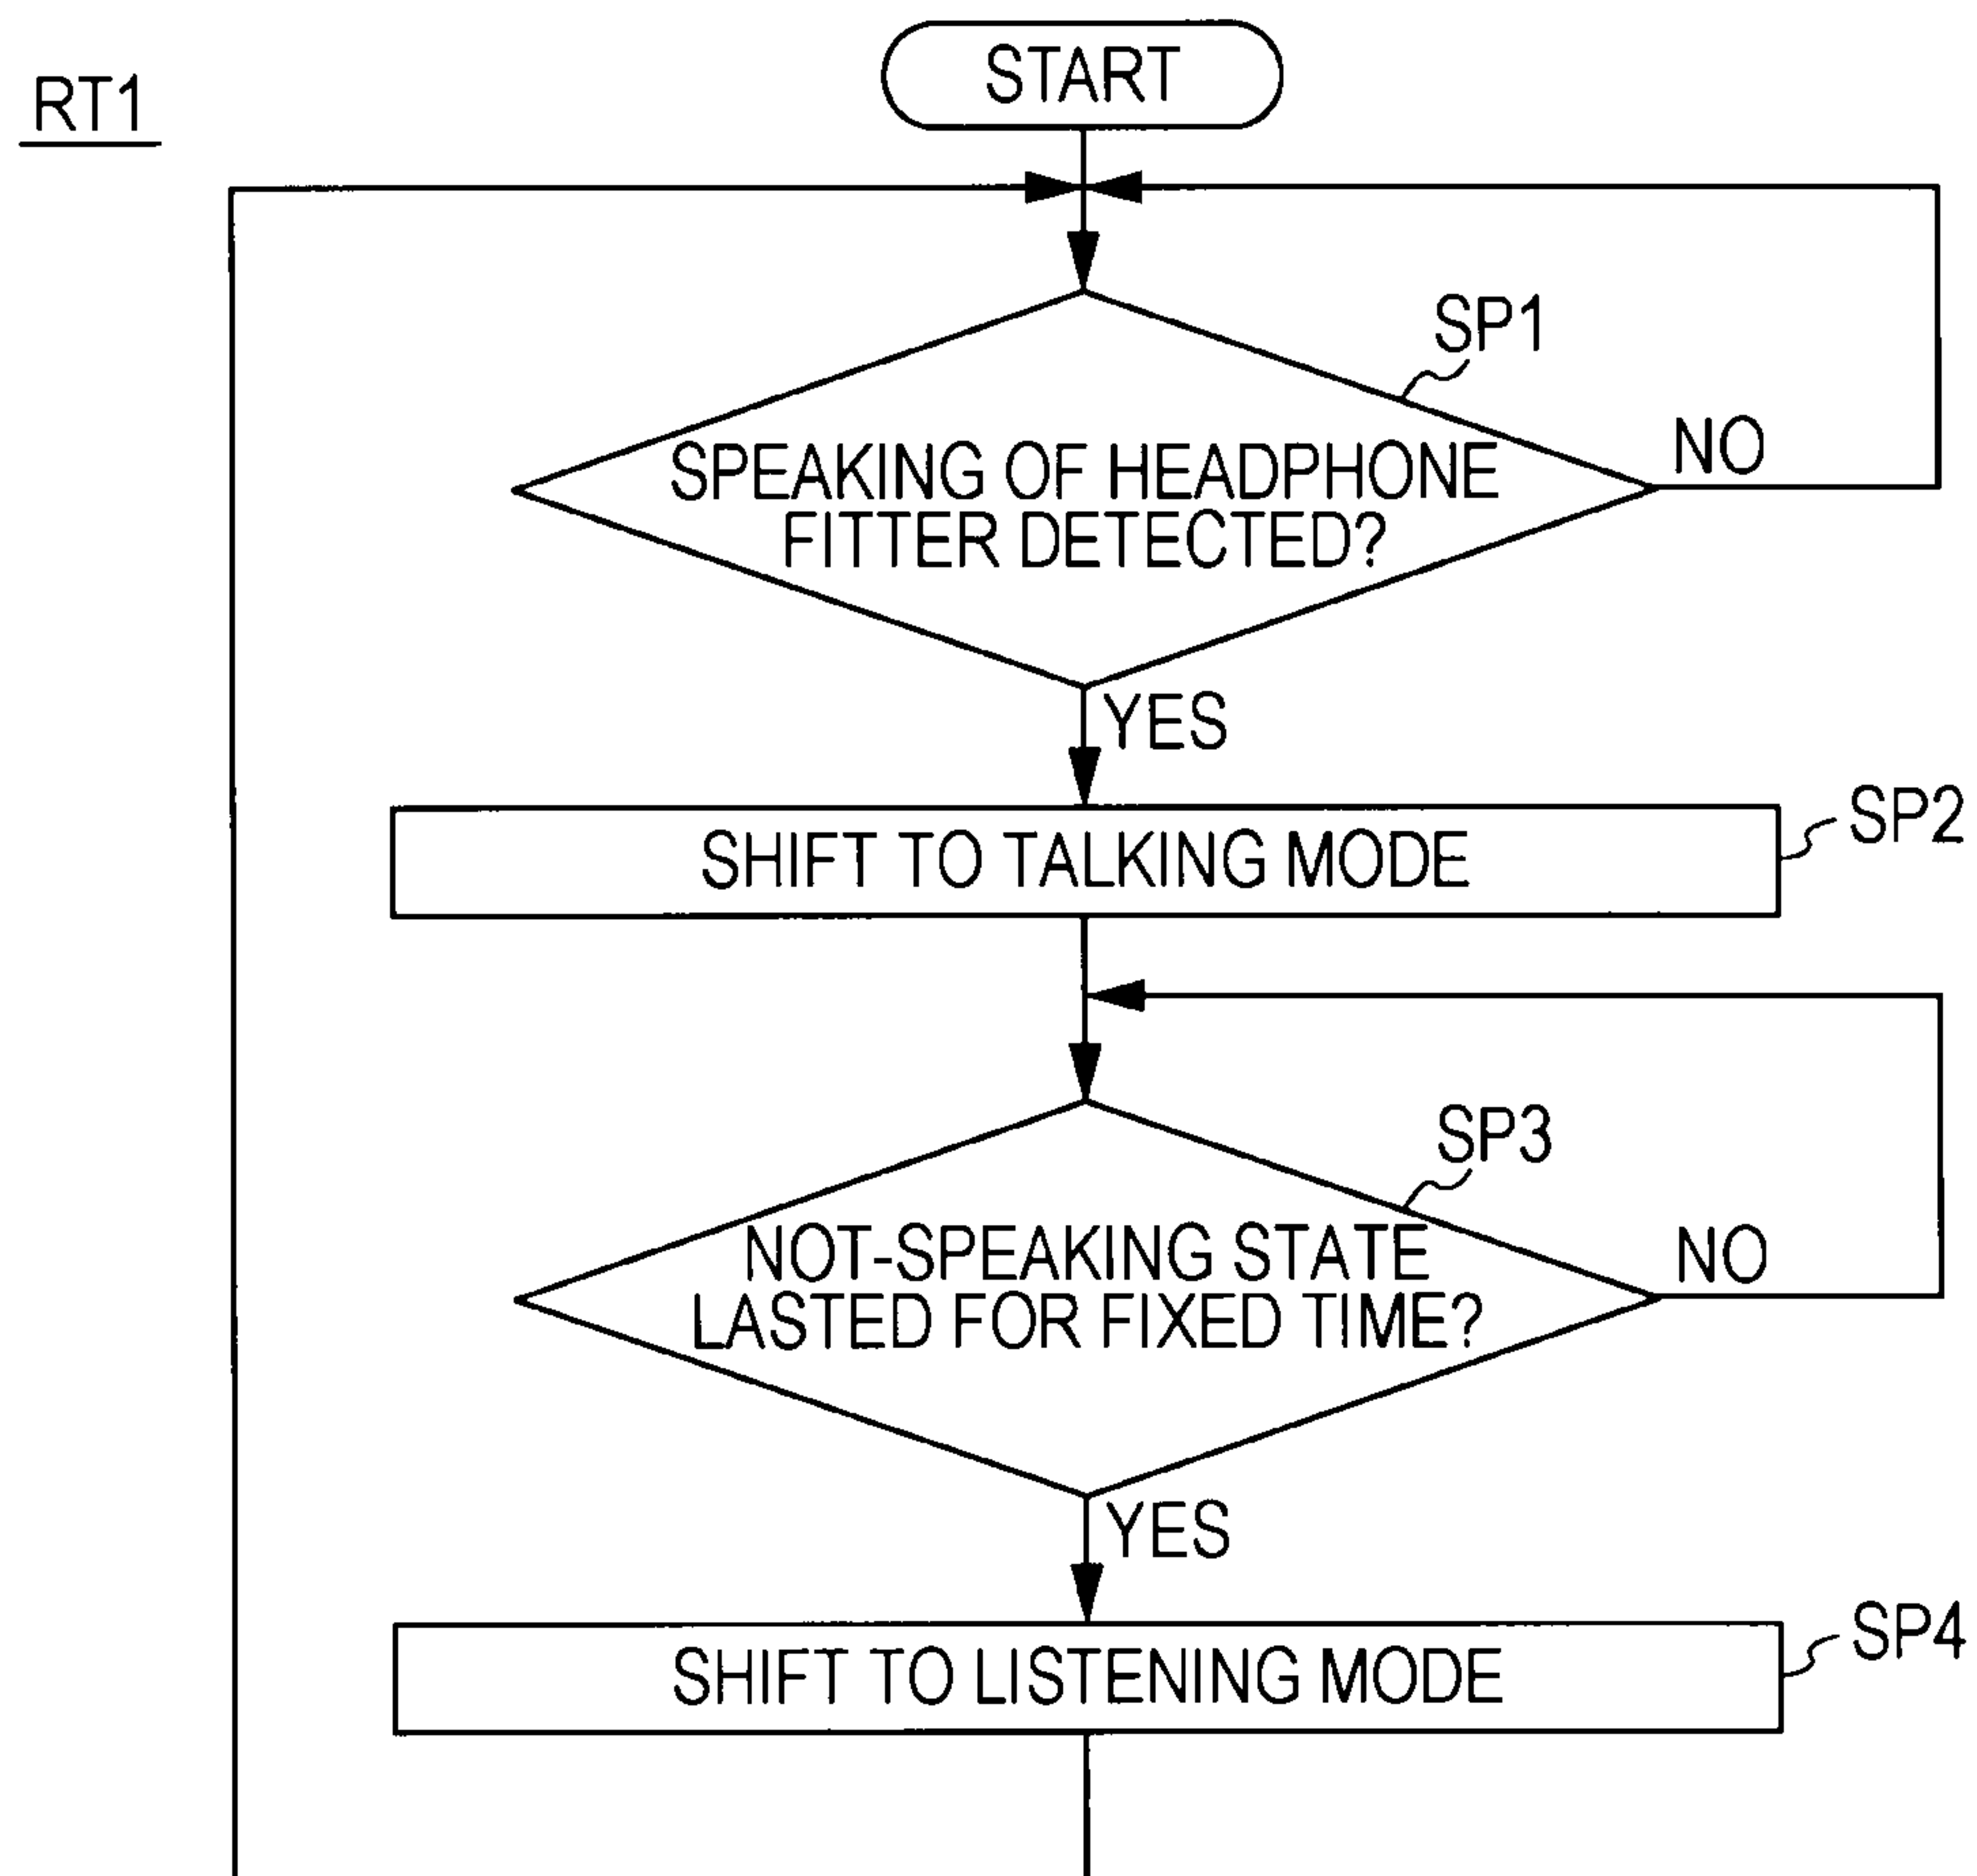 RT1
START
SP1
SPEAKING OF HEADPHONE
FITTER DETECTED?
NO
YES
SHIFT TO TALKING MODE
SP2
SP3
NOT-SPEAKING STATE
LASTED FOR FIXED TIME?
NO
YES
SHIFT TO LISTENING MODE
SP4